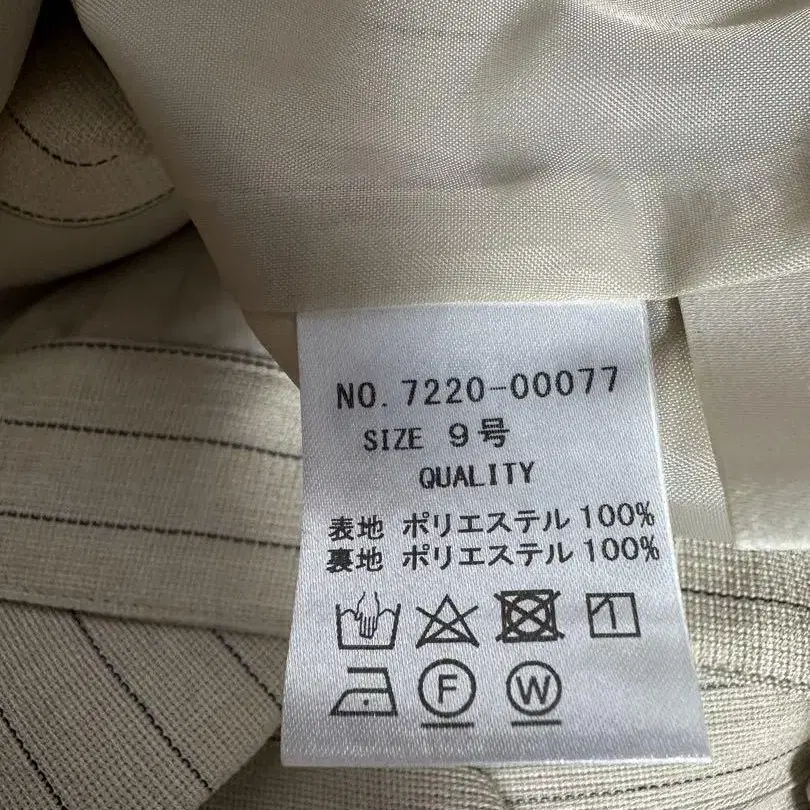 NO. 7220-00077
SIZE 9号
QUALITY
表地 ポリエステル 100%
裏地 ポリエステル 100%
F W